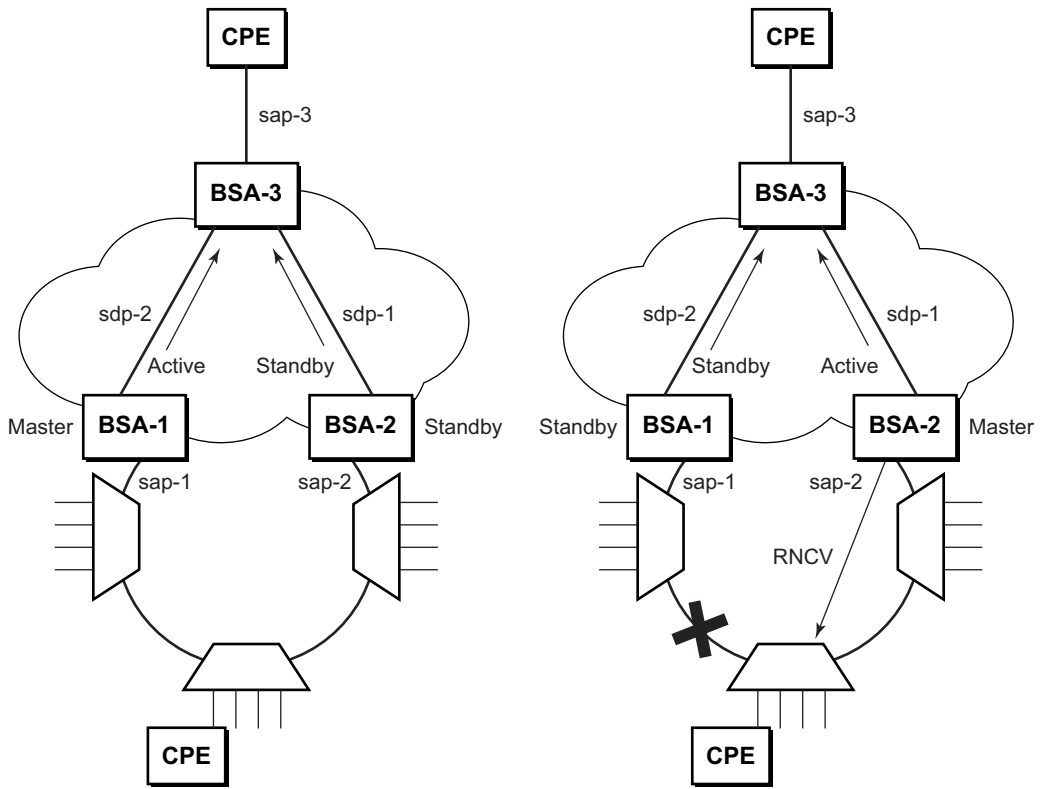 CPE
sap-3
BSA-3
sdp-2
sdp-1
Active
Standby
Master
BSA-1
BSA-2
Standby
sap-1
sap-2
CPE
CPE
sap-3
BSA-3
sdp-2
sdp-1
Standby
Active
Standby
BSA-1
BSA-2
Master
sap-1
sap-2
RNCV
CPE